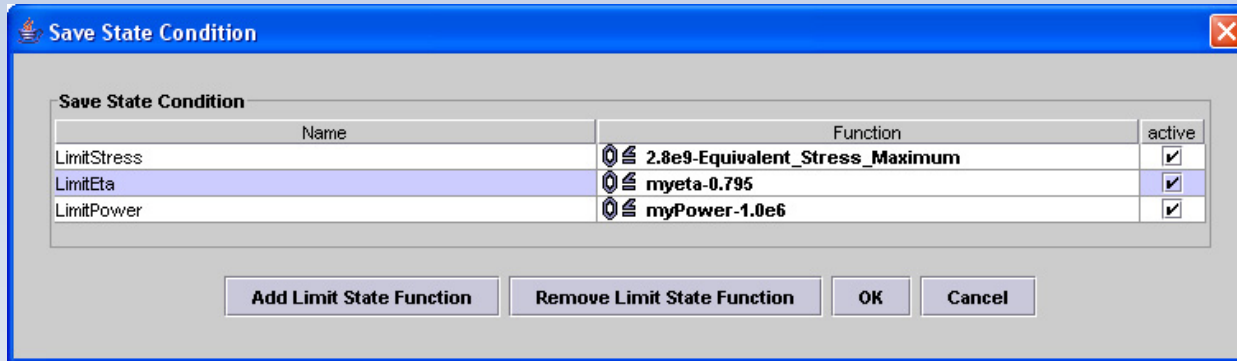 Save State Condition
Save State Condition
Name Function active
LimitStress 0≤ 2.8e9-Equivalent_Stress_Maximum
LimitEta 0≤ myeta-0.795
LimitPower 0≤ myPower-1.0e6
Add Limit State Function Remove Limit State Function OK Cancel